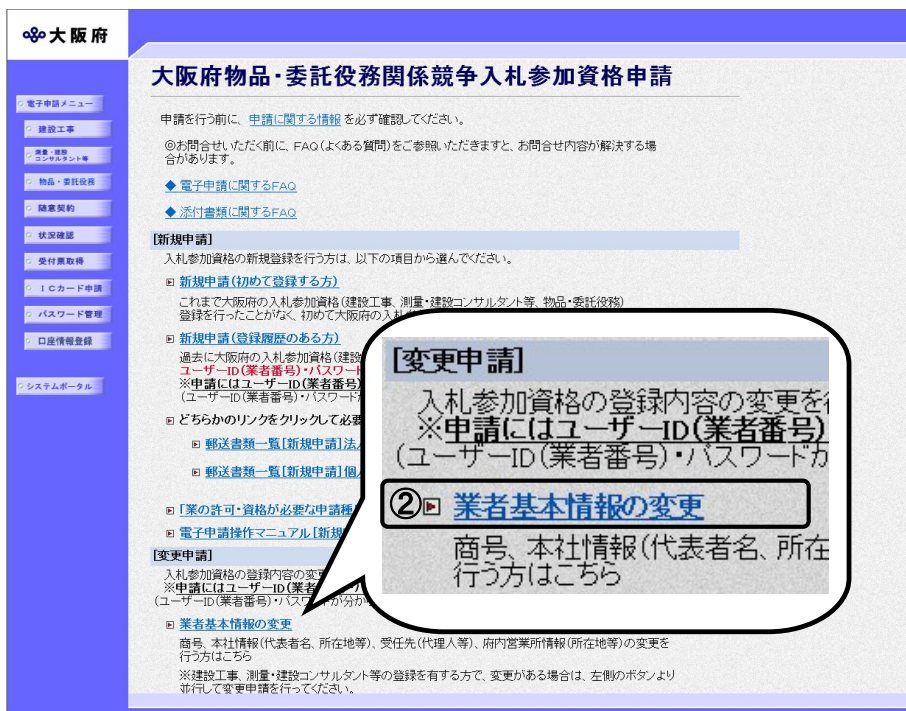 大阪府
電子申請メニュー
建設工事
測量・建設
コンサルタント等
物品・委託役務
随意契約
状況確認
受付票取得
ICカード申請
パスワード管理
口座情報登録
システムポータル
大阪府物品・委託役務関係競争入札参加資格申請
申請を行う前に、申請に関する情報 を必ず確認してください。
◎お問合せいただく前に、FAQ(よくある質問)をご参照いただきますと、お問合せ内容が解決する場
合があります。
◆ 電子申請に関するFAQ
◆ 添付書類に関するFAQ
[新規申請]
入札参加資格の新規登録を行う方は、以下の項目から選んでください。
新規申請(初めて登録する方)
これまで大阪府の入札参加資格(建設工事、測量・建設コンサルタント等、物品・委託役務)
登録を行ったことがなく、初めて大阪府の入札参
新規申請(登録履歴のある方)
過去に大阪府の入札参加資格(建設
ユーザーID(業者番号)・パスワード
※申請にはユーザーID(業者番号)
(ユーザーID(業者番号)・パスワード
どちらかのリンクをクリックして必要
郵送書類一覧[新規申請]法人
郵送書類一覧[新規申請]個
「業の許可・資格が必要な申請種
電子申請操作マニュアル[新規
[変更申請]
入札参加資格の登録内容の変更
※申請にはユーザーID(業者
(ユーザーID(業者番号)・パスワードが分か
業者基本情報の変更
商号、本社情報(代表者名、所在地等)、受任先(代理人等)、府内営業所情報(所在地等)の変更を
行う方はこちら
※建設工事、測量・建設コンサルタント等の登録を有する方で、変更がある場合は、左側のボタンより
並行して変更申請を行ってください。
[変更申請]
入札参加資格の登録内容の変更を
※申請にはユーザーID(業者番号)
(ユーザーID(業者番号)・パスワードが
② 業者基本情報の変更
商号、本社情報(代表者名、所在
行う方はこちら